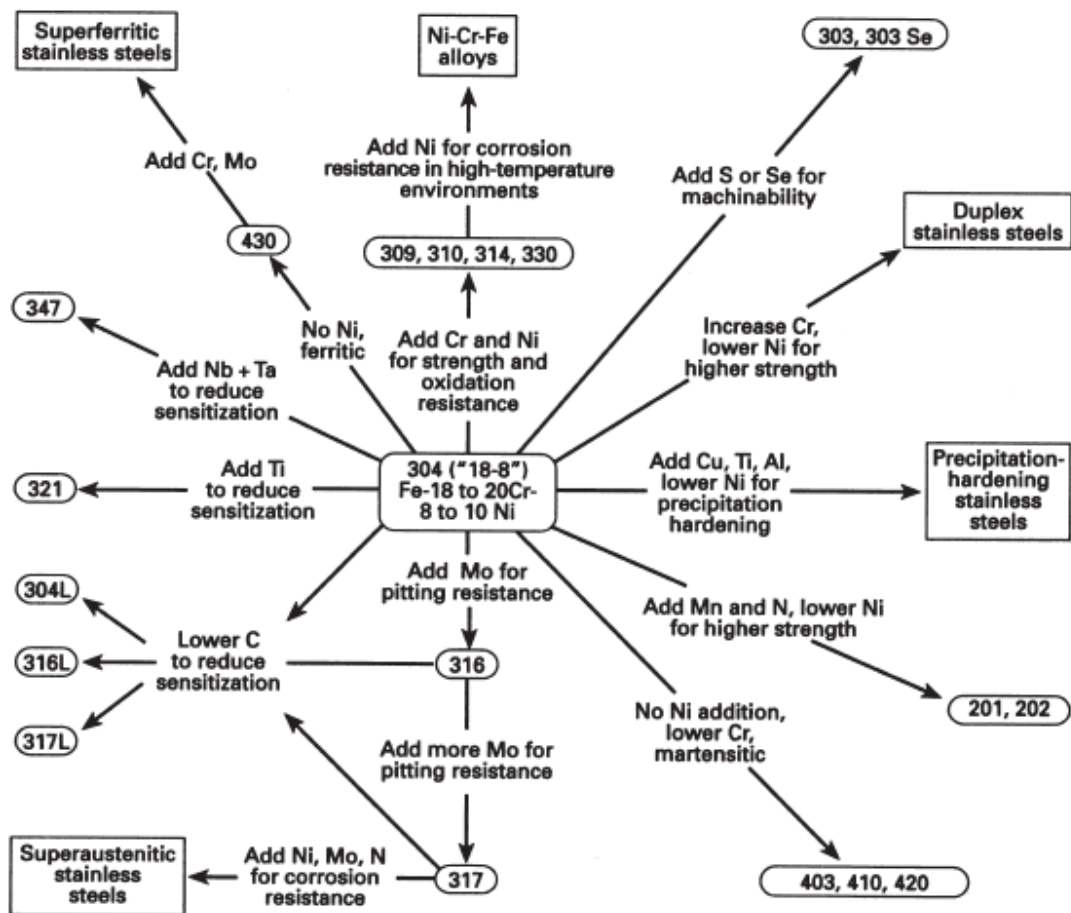 Superferritic
stainless steels
Ni-Cr-Fe
alloys
303, 303 Se
Add Cr, Mo
Add Ni for corrosion
resistance in high-temperature
environments
Add S or Se for
machinability
Duplex
stainless steels
430
309, 310, 314, 330
347
No Ni,
ferritic
Add Cr and Ni
for strength and
oxidation
resistance
Increase Cr,
lower Ni for
higher strength
Add Nb + Ta
to reduce
sensitization
321
Add Ti
to reduce
sensitization
304 ("18-8")
Fe-18 to 20Cr-
8 to 10 Ni
Add Cu, Ti, Al,
lower Ni for
precipitation
hardening
Precipitation-
hardening
stainless
steels
Add Mo for
pitting resistance
304L
316L
317L
Lower C
to reduce
sensitization
316
Add Mn and N, lower Ni
for higher strength
201, 202
No Ni addition,
lower Cr,
martensitic
Add more Mo for
pitting resistance
Superaustenitic
stainless
steels
Add Ni, Mo, N
for corrosion
resistance
317
403, 410, 420